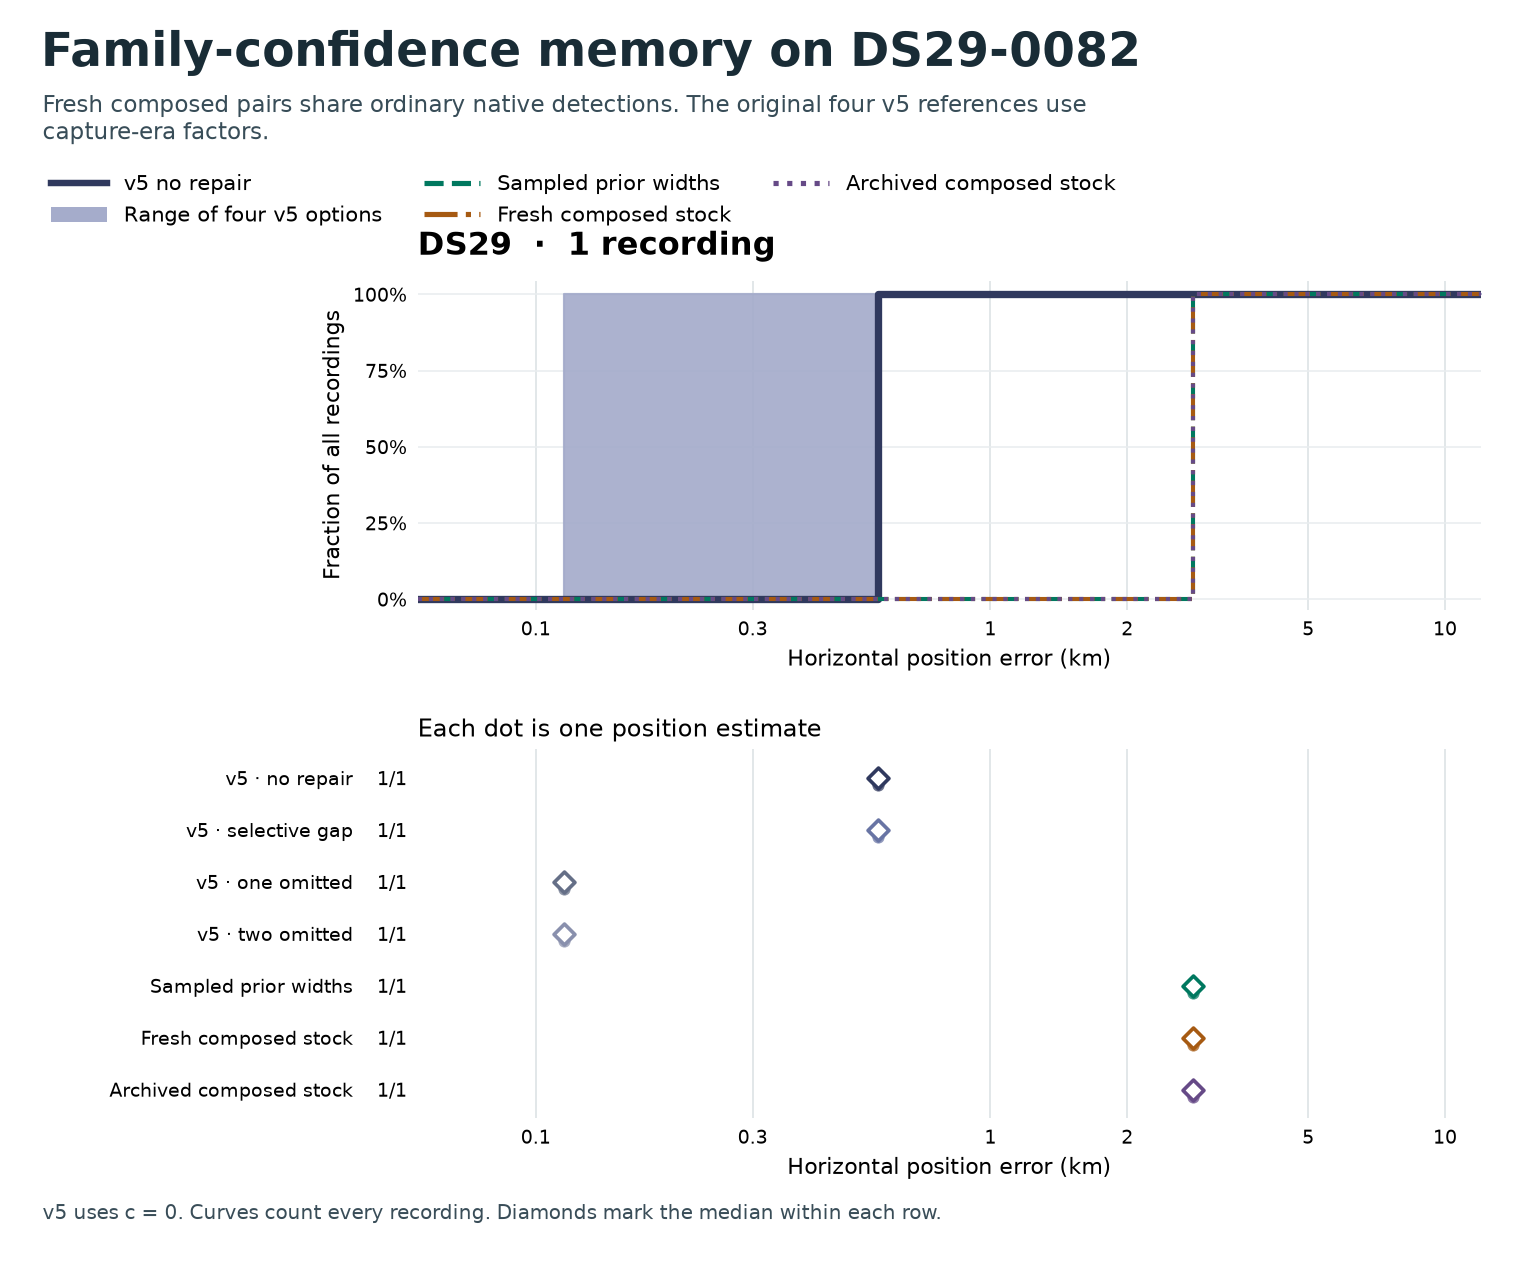 Family-confidence memory on DS29-0082
Fresh composed pairs share ordinary native detections. The original four v5 references use
capture-era factors.
v5 no repair
Range of four v5 options
Sampled prior widths
Fresh composed stock
Archived composed stock
DS29 · 1 recording
Fraction of all recordings
100%
75%
50%
25%
0%
0.1 0.3 1 2 5 10
Horizontal position error (km)
Each dot is one position estimate
v5 · no repair 1/1
v5 · selective gap 1/1
v5 · one omitted 1/1
v5 · two omitted 1/1
Sampled prior widths 1/1
Fresh composed stock 1/1
Archived composed stock 1/1
0.1 0.3 1 2 5 10
Horizontal position error (km)
v5 uses c = 0. Curves count every recording. Diamonds mark the median within each row.